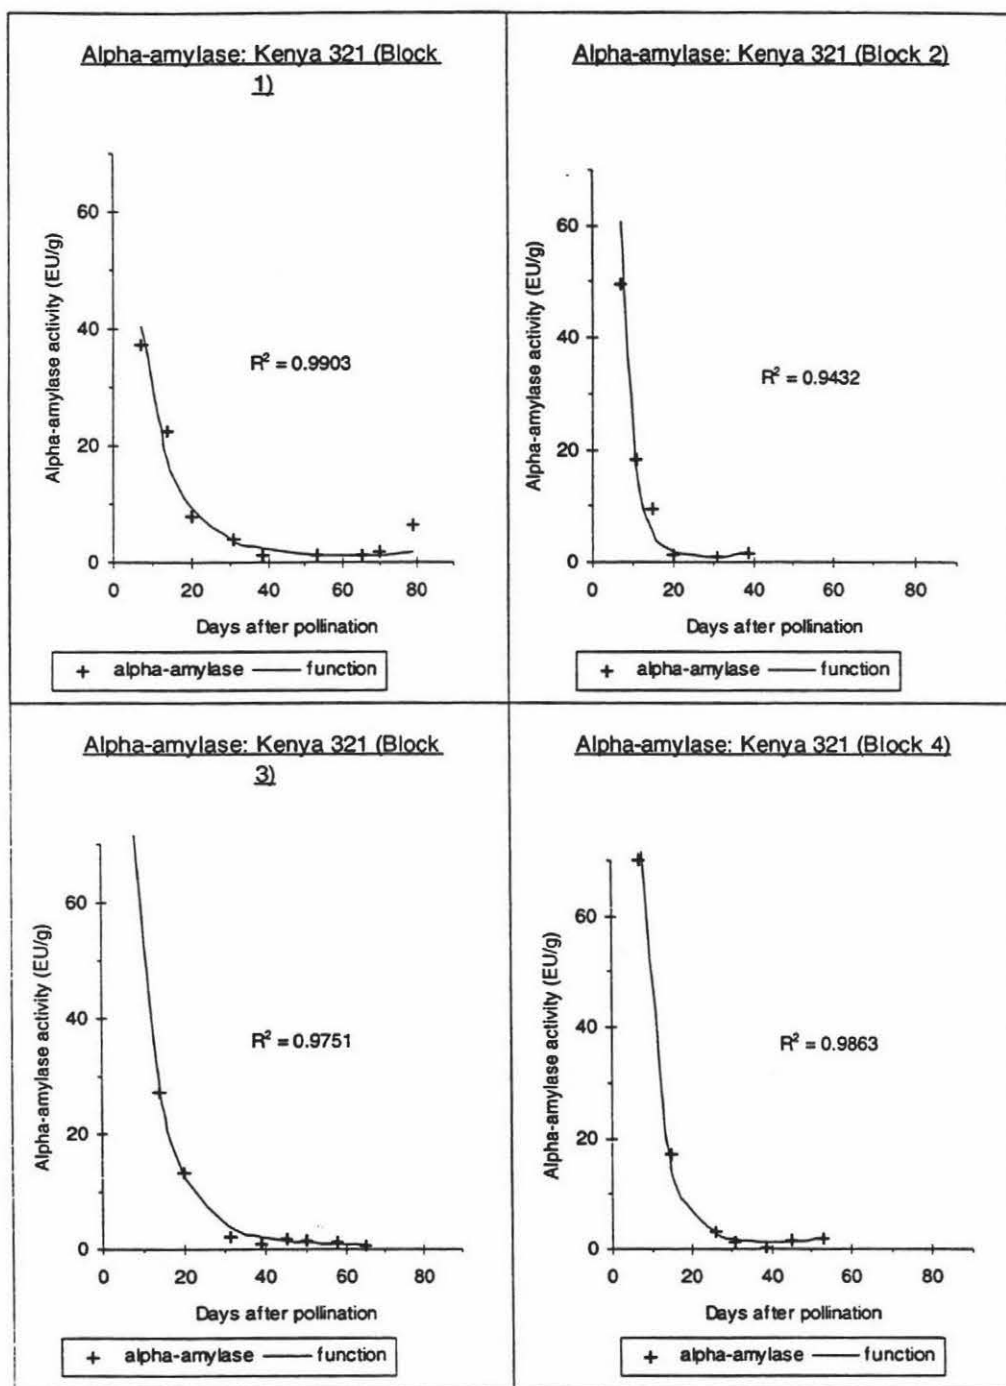 Alpha-amylase: Kenya 321 (Block
1)
Alpha-amylase activity (EU/g)
60
40
20
0
R² = 0.9903
0 20 40 60 80
Days after pollination
+ alpha-amylase — function
Alpha-amylase: Kenya 321 (Block 2)
Alpha-amylase activity (EU/g)
60
40
20
0
R² = 0.9432
0 20 40 60 80
Days after pollination
+ alpha-amylase — function
Alpha-amylase: Kenya 321 (Block
3)
Alpha-amylase activity (EU/g)
60
40
20
0
R² = 0.9751
0 20 40 60 80
Days after pollination
+ alpha-amylase — function
Alpha-amylase: Kenya 321 (Block 4)
Alpha-amylase activity (EU/g)
60
40
20
0
R² = 0.9863
0 20 40 60 80
Days after pollination
+ alpha-amylase — function